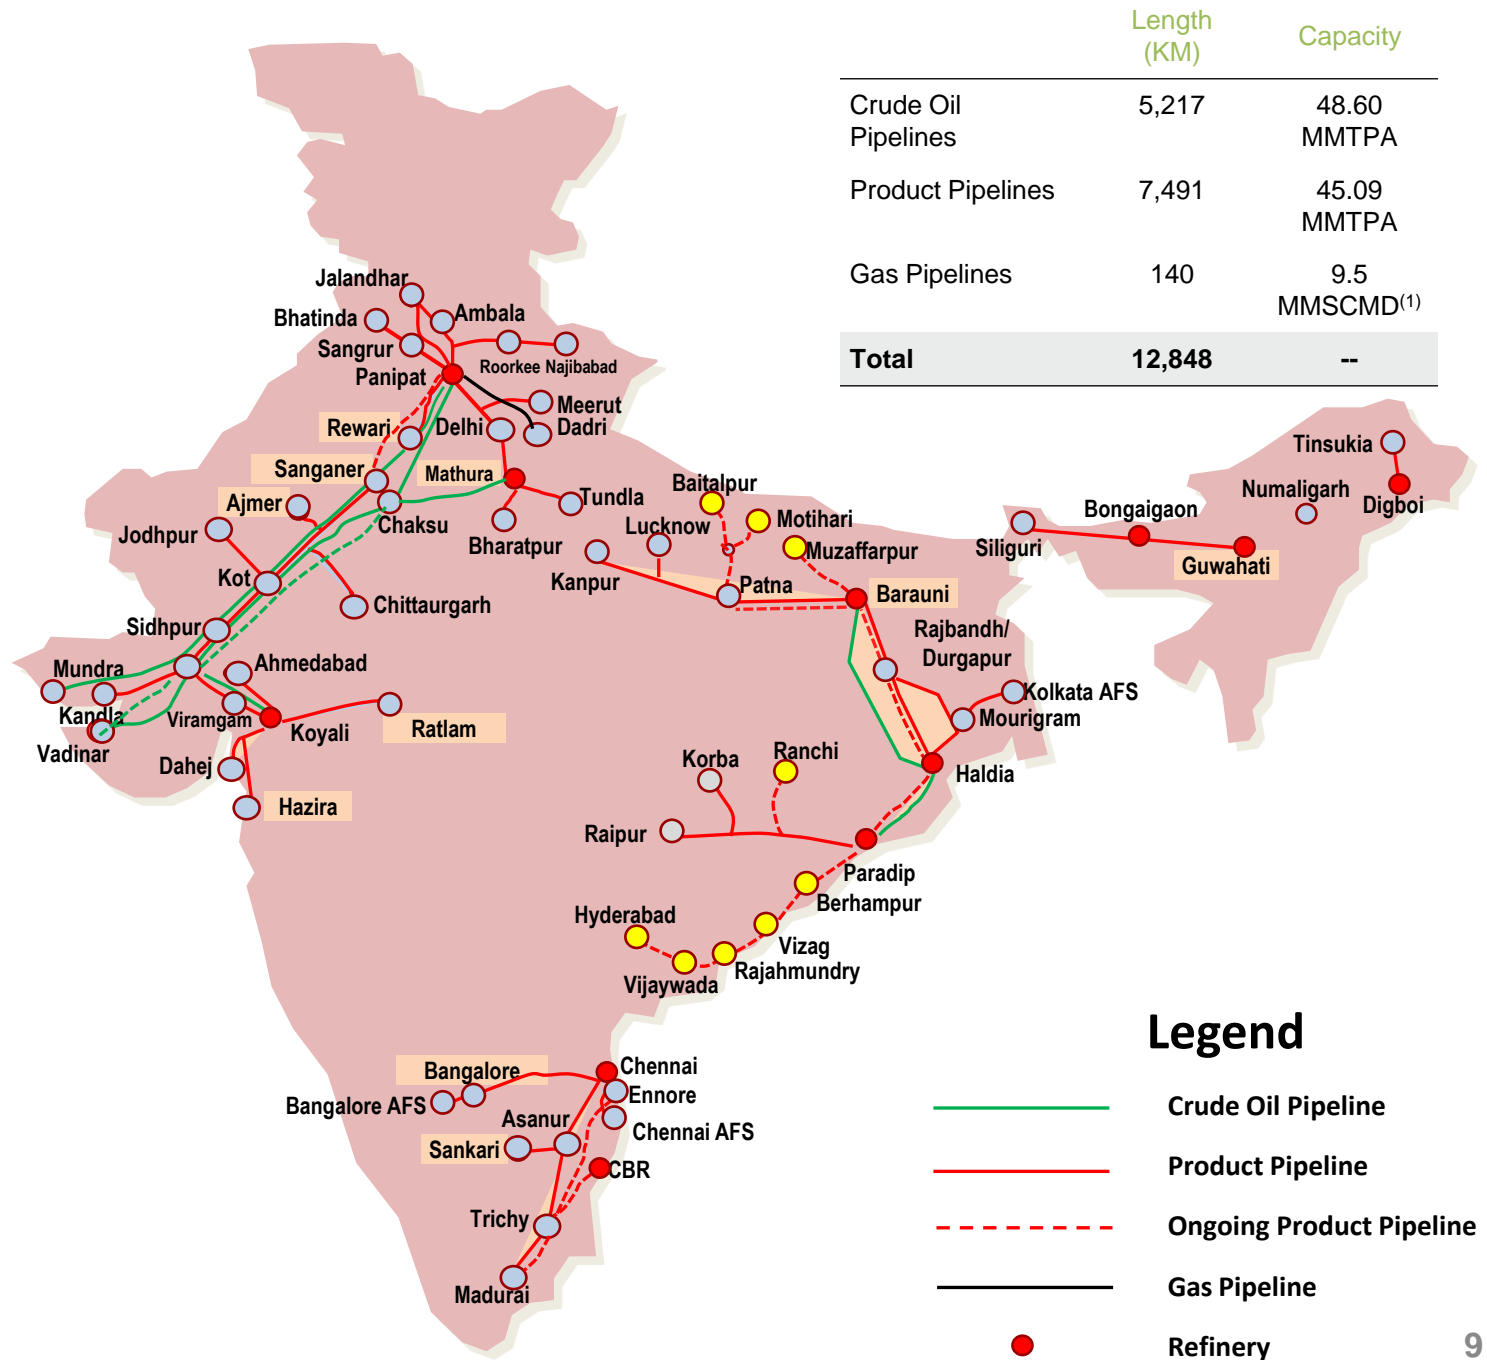 Length
(KM)
Capacity
Crude Oil
Pipelines
5,217
48.60
MMTPA
Product Pipelines
7,491
45.09
MMTPA
Gas Pipelines
140
9.5
MMSCMD(1)
Total
12,848
--
Jalandhar
Bhatinda
Ambala
Sangrur
Roorkee Najibabad
Panipat
Meerut
Rewari
Delhi
Dadri
Sanganer
Mathura
Ajmer
Tundla
Chaksu
Jodhpur
Bharatpur
Kot
Chittaurgarh
Sidhpur
Mundra
Ahmedabad
Kandla
Viramgam
Koyali
Vadinar
Ratlam
Dahej
Hazira
Baitalpur
Motihari
Lucknow
Muzaffarpur
Kanpur
Patna
Barauni
Rajbandh/
Durgapur
Kolkata AFS
Mourigram
Haldia
Tinsukia
Numaligarh
Digboi
Bongaigaon
Siliguri
Guwahati
Korba
Ranchi
Raipur
Paradip
Berhampur
Hyderabad
Vizag
Rajahmundry
Vijaywada
Chennai
Bangalore
Ennore
Bangalore AFS
Asanur
Chennai AFS
Sankari
CBR
Trichy
Madurai
Legend
Crude Oil Pipeline
Product Pipeline
Ongoing Product Pipeline
Gas Pipeline
Refinery
9